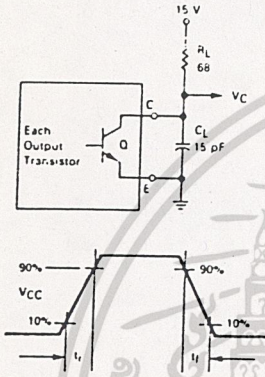 15 V
RL
68
C
VC
Each
Output
Transistor
Q
CL
15 pF
E
90%
90%
VCC
10%
10%
tr
tf